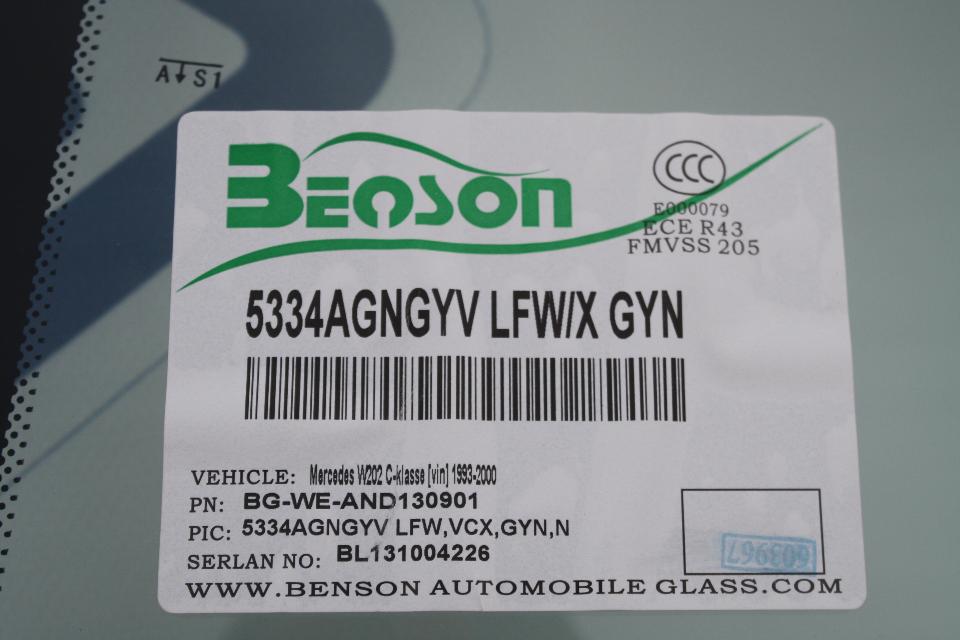 A↓S1
BENSON
CCC
E000079
ECE R43
FMVSS 205
5334AGNGYV LFW/X GYN
VEHICLE: Mercedes W202 C-klasse [vin] 1993-2000
PN: BG-WE-AND130901
PIC: 5334AGNGYV LFW,VCX,GYN,N
SERLAN NO: BL131004226
603967
WWW.BENSON AUTOMOBILE GLASS.COM